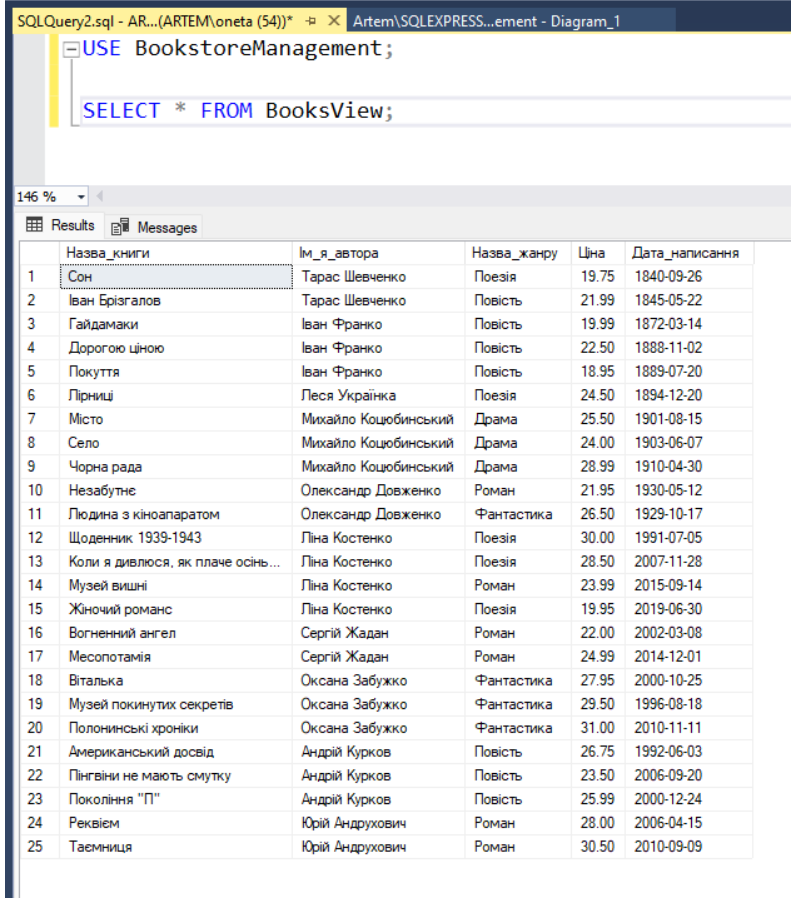 SQLQuery2.sql - AR...(ARTEM\oneta (54))* Artem\SQLEXPRESS...ement - Diagram_1
USE BookstoreManagement;
SELECT * FROM BooksView;
146 %
Results Messages
Назва_книги Ім_я_автора Назва_жанру Ціна Дата_написання
1 Сон Тарас Шевченко Поезія 19.75 1840-09-26
2 Іван Брізгалов Тарас Шевченко Повість 21.99 1845-05-22
3 Гайдамаки Іван Франко Повість 19.99 1872-03-14
4 Дорогою ціною Іван Франко Повість 22.50 1888-11-02
5 Покуття Іван Франко Повість 18.95 1889-07-20
6 Лірниці Леся Українка Поезія 24.50 1894-12-20
7 Місто Михайло Коцюбинський Драма 25.50 1901-08-15
8 Село Михайло Коцюбинський Драма 24.00 1903-06-07
9 Чорна рада Михайло Коцюбинський Драма 28.99 1910-04-30
10 Незабутнє Олександр Довженко Роман 21.95 1930-05-12
11 Людина з кіноапаратом Олександр Довженко Фантастика 26.50 1929-10-17
12 Щоденник 1939-1943 Ліна Костенко Поезія 30.00 1991-07-05
13 Коли я дивлюся, як плаче осінь... Ліна Костенко Поезія 28.50 2007-11-28
14 Музей вишні Ліна Костенко Роман 23.99 2015-09-14
15 Жіночий романс Ліна Костенко Поезія 19.95 2019-06-30
16 Вогненний ангел Сергій Жадан Роман 22.00 2002-03-08
17 Месопотамія Сергій Жадан Роман 24.99 2014-12-01
18 Віталька Оксана Забужко Фантастика 27.95 2000-10-25
19 Музей покинутих секретів Оксана Забужко Фантастика 29.50 1996-08-18
20 Полонинські хроніки Оксана Забужко Фантастика 31.00 2010-11-11
21 Американський досвід Андрій Курков Повість 26.75 1992-06-03
22 Пінгвіни не мають смутку Андрій Курков Повість 23.50 2006-09-20
23 Покоління "П" Андрій Курков Повість 25.99 2000-12-24
24 Реквієм Юрій Андрухович Роман 28.00 2006-04-15
25 Таємниця Юрій Андрухович Роман 30.50 2010-09-09